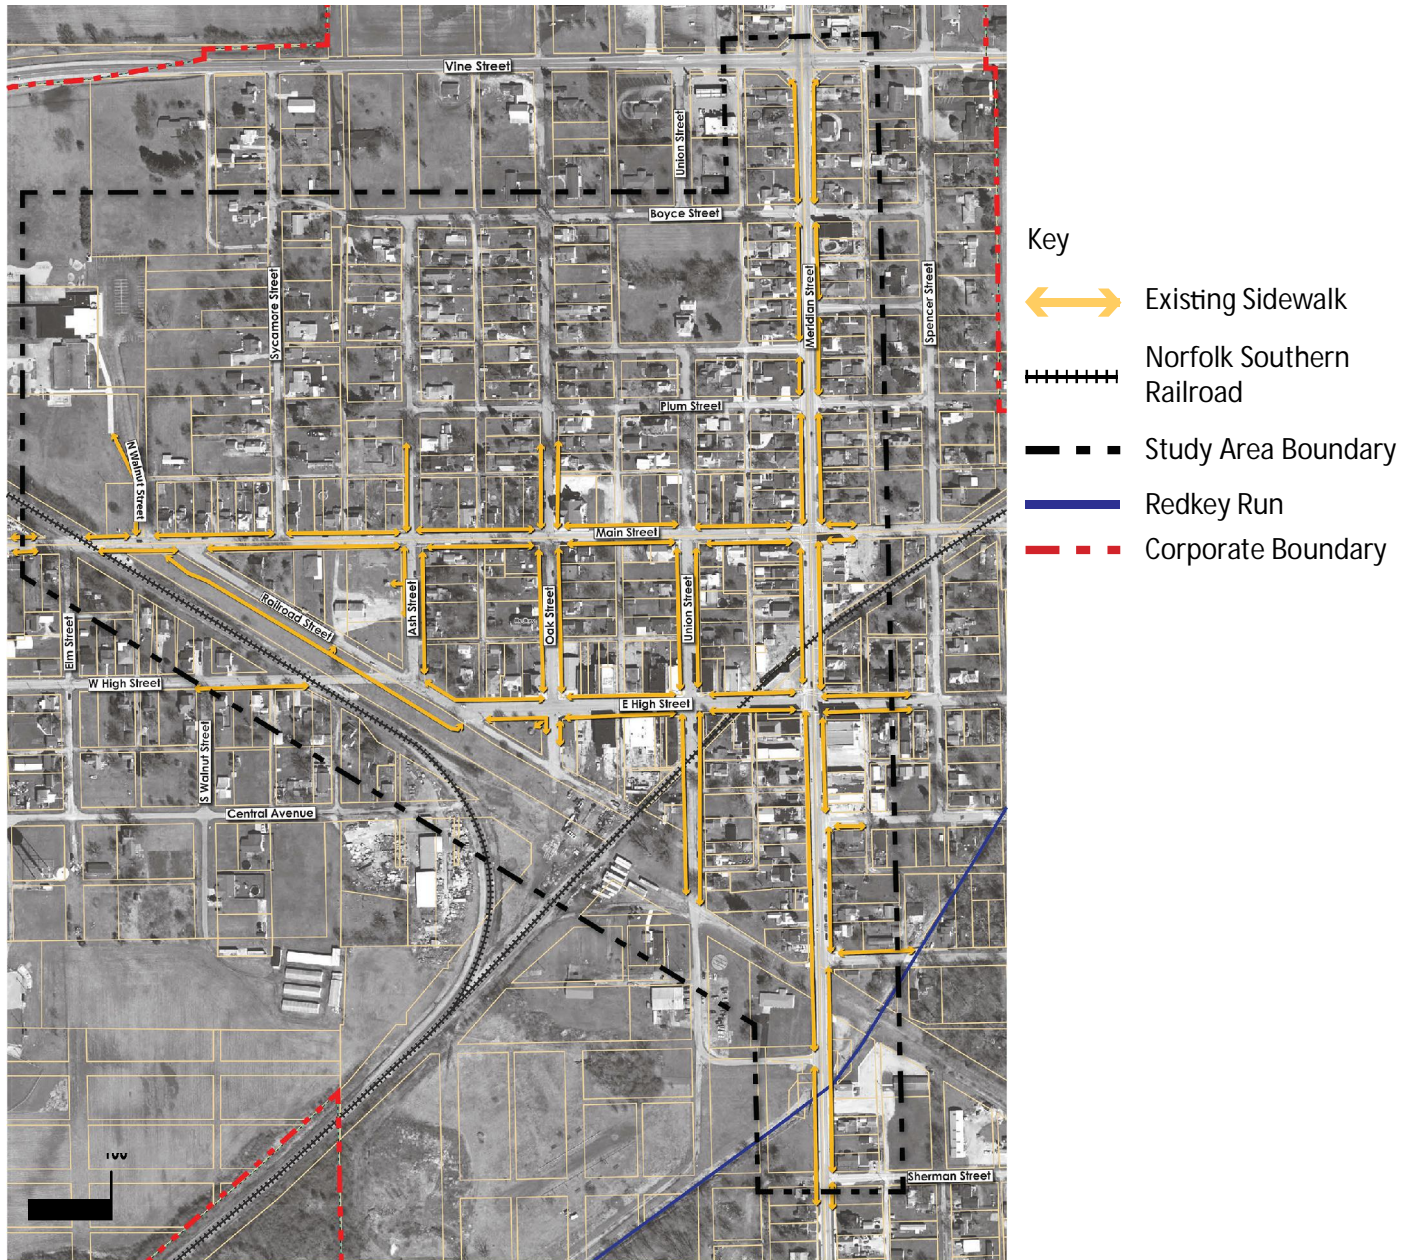 Vine Street
Union Street
Boyce Street
Sycamore Street
Meridian Street
Spencer Street
Plum Street
N Walnut Street
Main Street
Railroad Street
Ash Street
Oak Street
Union Street
Elm Street
W High Street
E High Street
S Walnut Street
Central Avenue
Sherman Street
100
Key
Existing Sidewalk
Norfolk Southern
Railroad
Study Area Boundary
Redkey Run
Corporate Boundary